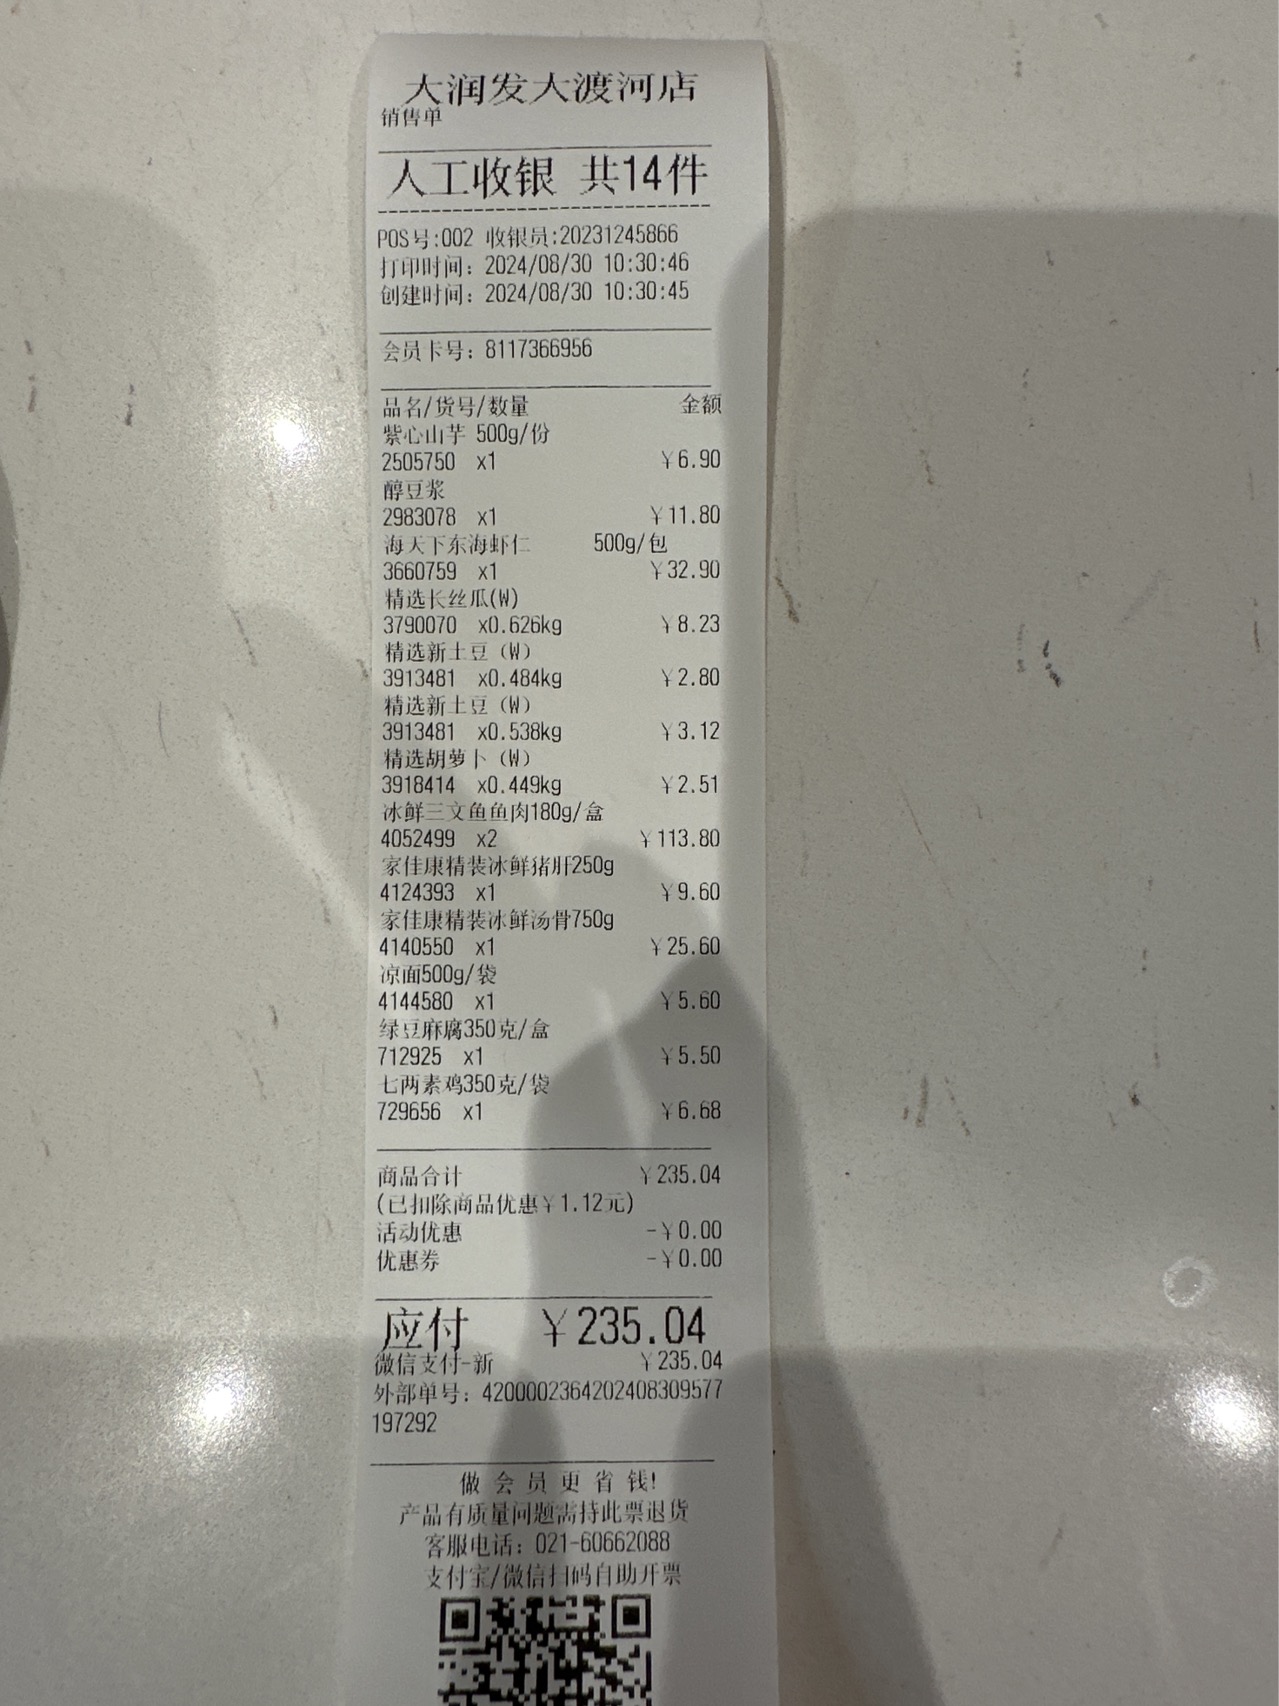 大润发大渡河店
销售单
人工收银 共14件
POS号:002 收银员:20231245866
打印时间：2024/08/30 10:30:46
创建时间：2024/08/30 10:30:45
会员卡号：8117366956
品名/货号/数量 金额
紫心山芋 500g/份
2505750 x1 ￥6.90
醇豆浆
2983078 x1 ￥11.80
海天下东海虾仁 500g/包
3660759 x1 ￥32.90
精选长丝瓜(W)
3790070 x0.626kg ￥8.23
精选新土豆（W）
3913481 x0.484kg ￥2.80
精选新土豆（W）
3913481 x0.538kg ￥3.12
精选胡萝卜（W）
3918414 x0.449kg ￥2.51
冰鲜三文鱼鱼肉180g/盒
4052499 x2 ￥113.80
家佳康精装冰鲜猪肝250g
4124393 x1 ￥9.60
家佳康精装冰鲜汤骨750g
4140550 x1 ￥25.60
凉面500g/袋
4144580 x1 ￥5.60
绿豆麻腐350克/盒
712925 x1 ￥5.50
七两素鸡350克/袋
729656 x1 ￥6.68
商品合计 ￥235.04
(已扣除商品优惠￥1.12元)
活动优惠 -￥0.00
优惠券 -￥0.00
应付 ￥235.04
微信支付-新 ￥235.04
外部单号：4200002364202408309577
197292
做 会 员 更 省 钱!
产品有质量问题需持此票退货
客服电话：021-60662088
支付宝/微信扫码自助开票